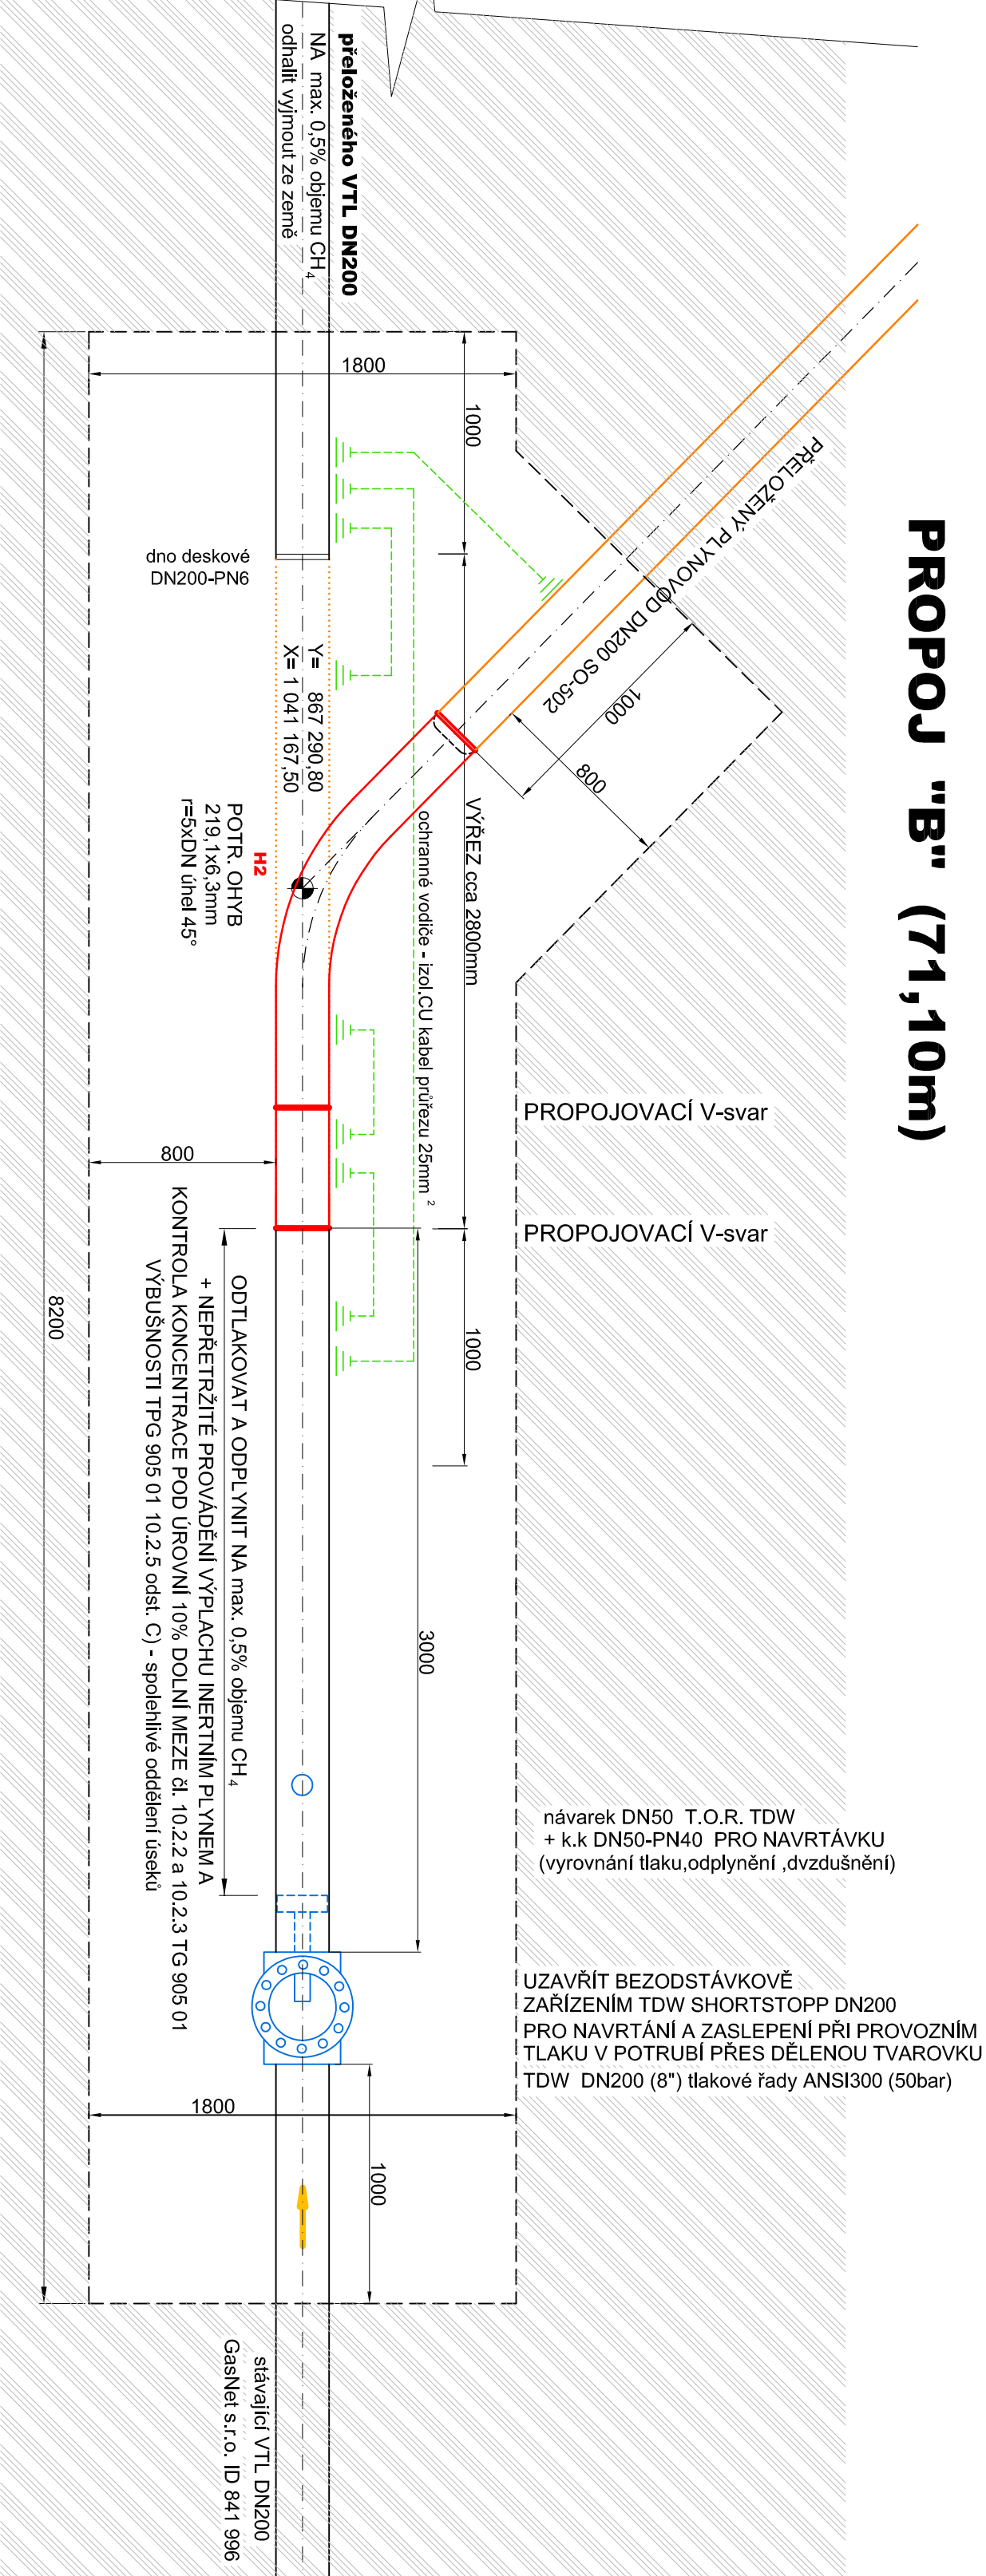 PROPOJ "B" (71,10m)
přeloženého VTL DN200
NA max. 0,5% objemu CH₄
odhalit vyjmout ze země
1800
1000
PŘELOŽENÝ PLYNOVOD DN200 SO-502
1000
800
dno deskové
DN200-PN6
Y= 867 290,80
X= 1 041 167,50
H2
POTR. OHYB
219,1x6,3mm
r=5xDN úhel 45°
VÝŘEZ cca 2800mm
ochranné vodiče - izol.CU kabel průřezu 25mm ²
PROPOJOVACÍ V-svar
800
PROPOJOVACÍ V-svar
8200
1000
3000
ODTLAKOVAT A ODPLYNIT NA max. 0,5% objemu CH₄
+ NEPŘETRŽITÉ PROVÁDĚNÍ VÝPLACHU INERTNÍM PLYNEM A
KONTROLA KONCENTRACE POD ÚROVNÍ 10% DOLNÍ MEZE čl. 10.2.2 a 10.2.3 TG 905 01
VÝBUŠNOSTI TPG 905 01 10.2.5 odst. C) - spolehlivé oddělení úseků
návarek DN50 T.O.R. TDW
+ k.k DN50-PN40 PRO NAVRTÁVKU
(vyrovnání tlaku,odplynění ,dvzdušnění)
UZAVŘÍT BEZODSTÁVKOVĚ
ZAŘÍZENÍM TDW SHORTSTOPP DN200
PRO NAVRTÁNÍ A ZASLEPENÍ PŘI PROVOZNÍM
TLAKU V POTRUBÍ PŘES DĚLENOU TVAROVKU
TDW DN200 (8") tlakové řady ANSI300 (50bar)
1800
1000
stávající VTL DN200
GasNet s.r.o. ID 841 996